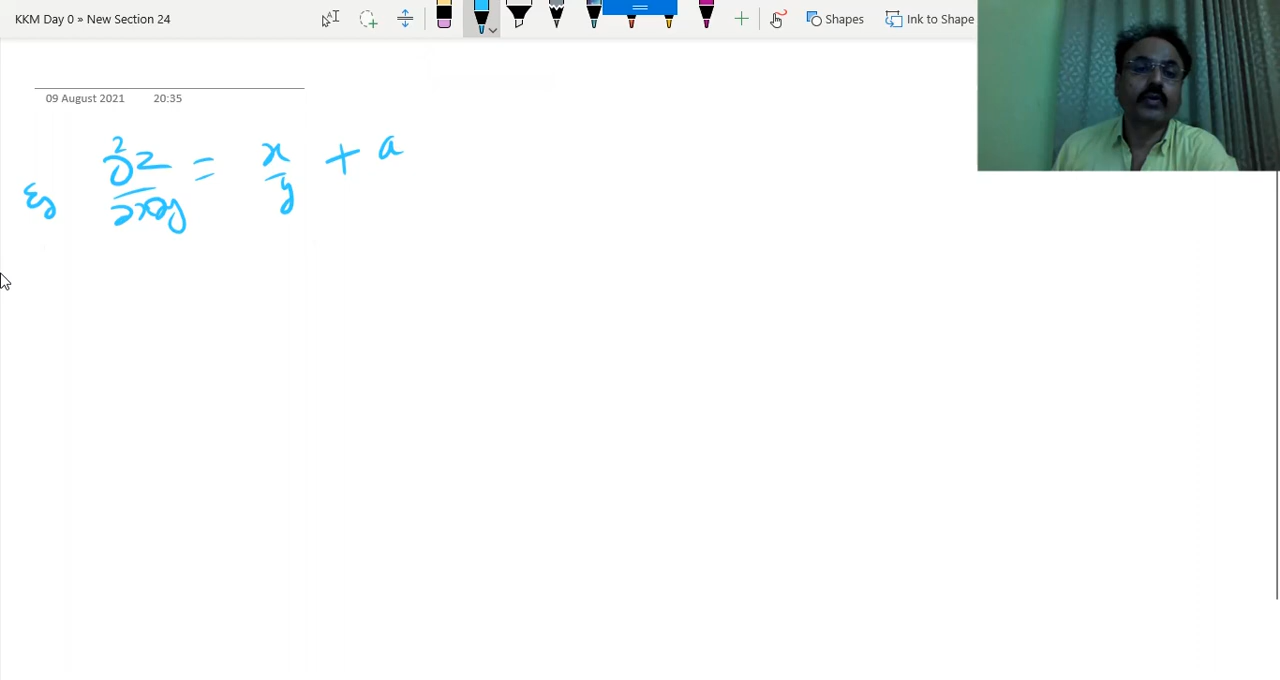 KKM Day 0 » New Section 24
Shapes
Ink to Shape
09 August 2021 20:35
Eg ∂²z/∂x∂y = x/y + a